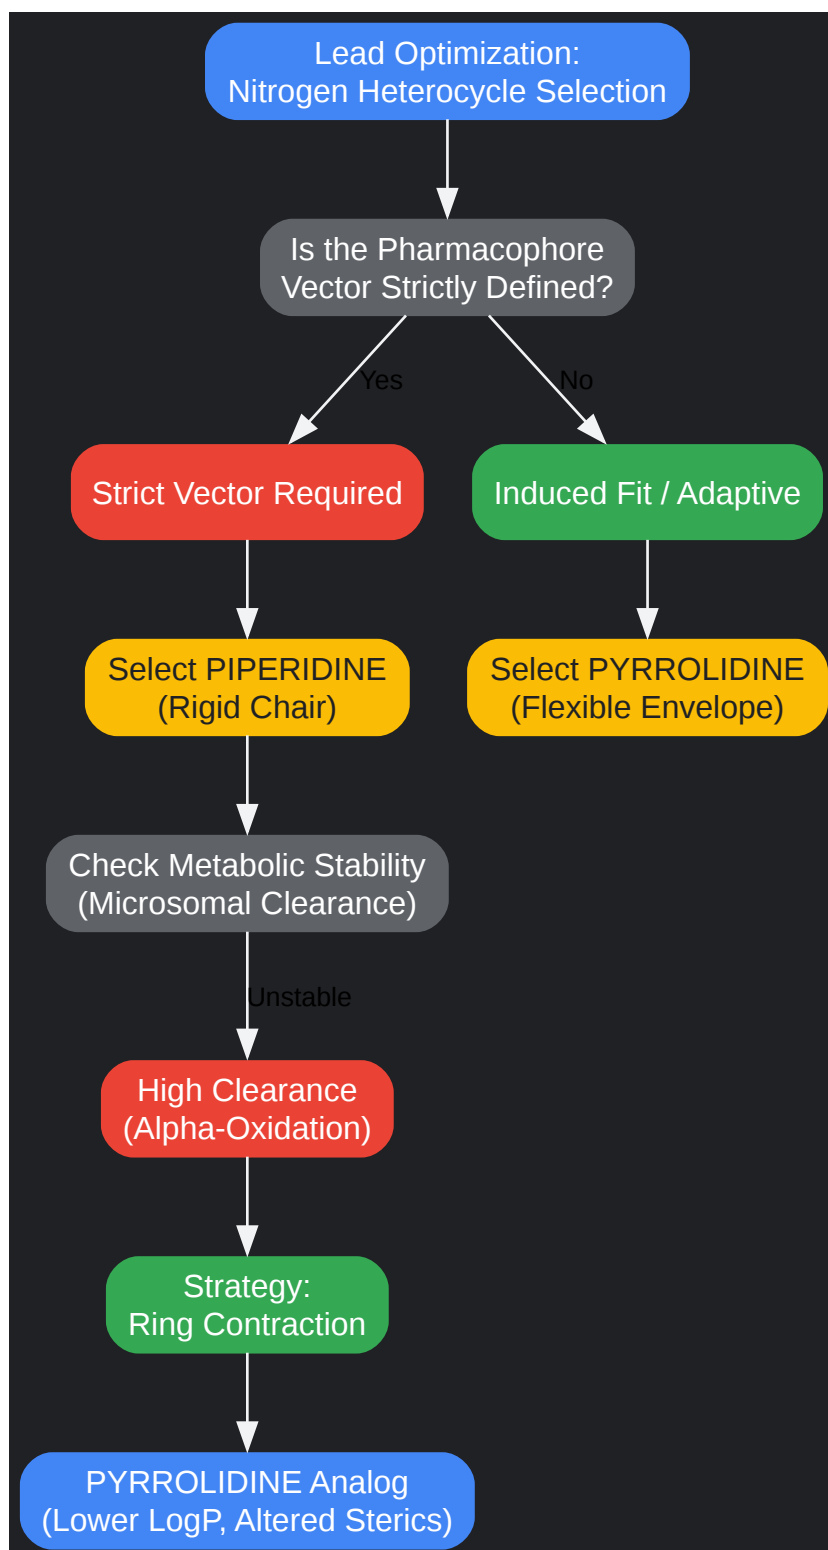 Lead Optimization:
Nitrogen Heterocycle Selection
Is the Pharmacophore
Vector Strictly Defined?
Yes
No
Strict Vector Required
Induced Fit / Adaptive
Select PIPERIDINE
(Rigid Chair)
Select PYRROLIDINE
(Flexible Envelope)
Check Metabolic Stability
(Microsomal Clearance)
Unstable
High Clearance
(Alpha-Oxidation)
Strategy:
Ring Contraction
PYRROLIDINE Analog
(Lower LogP, Altered Sterics)